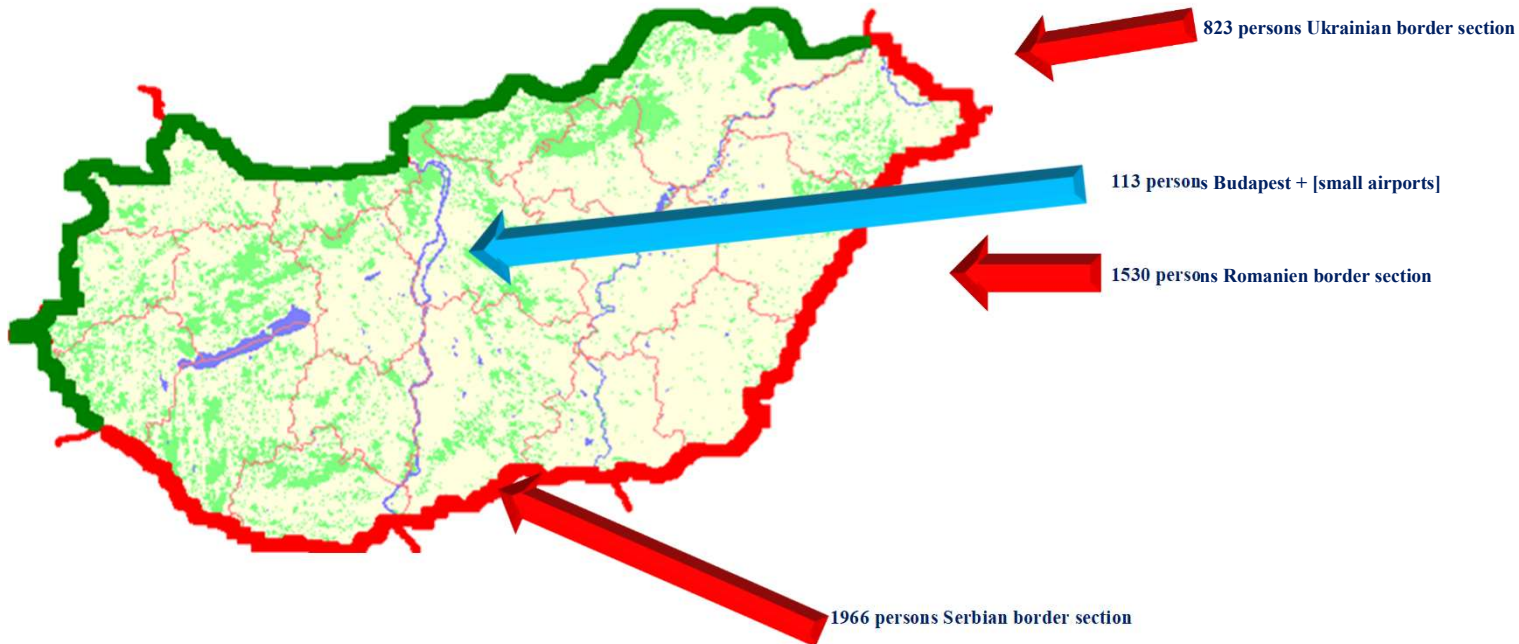 823 persons Ukrainian border section
113 persons Budapest + [small airports]
1530 persons Romanien border section
1966 persons Serbian border section